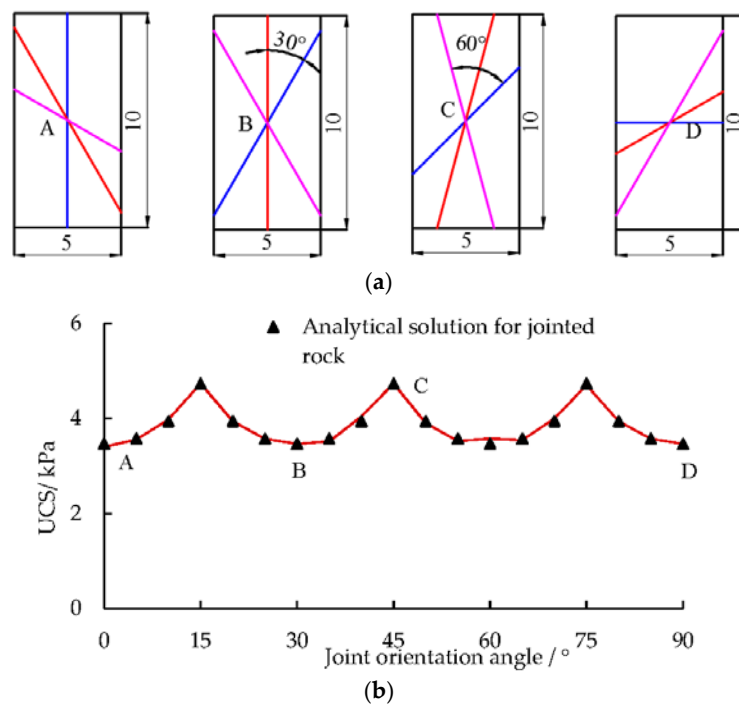 A
10
5
30°
B
10
5
60°
C
10
5
D
10
5
(a)
6
4
2
0
UCS/ kPa
▲ Analytical solution for jointed
rock
A
B
C
D
0 15 30 45 60 75 90
Joint orientation angle /°
(b)